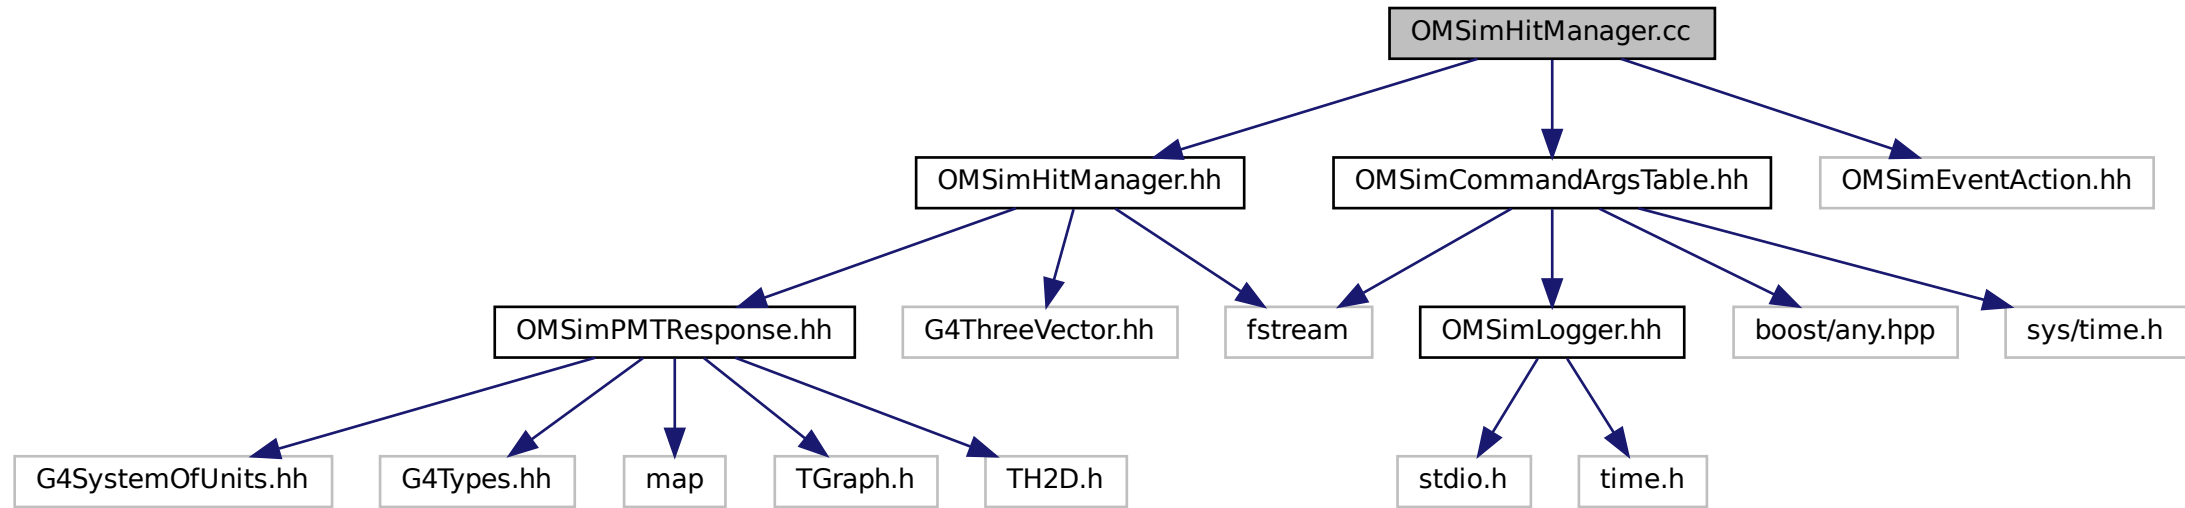 OMSimHitManager.cc
OMSimHitManager.hh
OMSimCommandArgsTable.hh
OMSimEventAction.hh
OMSimPMTResponse.hh
G4ThreeVector.hh
fstream
OMSimLogger.hh
boost/any.hpp
sys/time.h
G4SystemOfUnits.hh
G4Types.hh
map
TGraph.h
TH2D.h
stdio.h
time.h